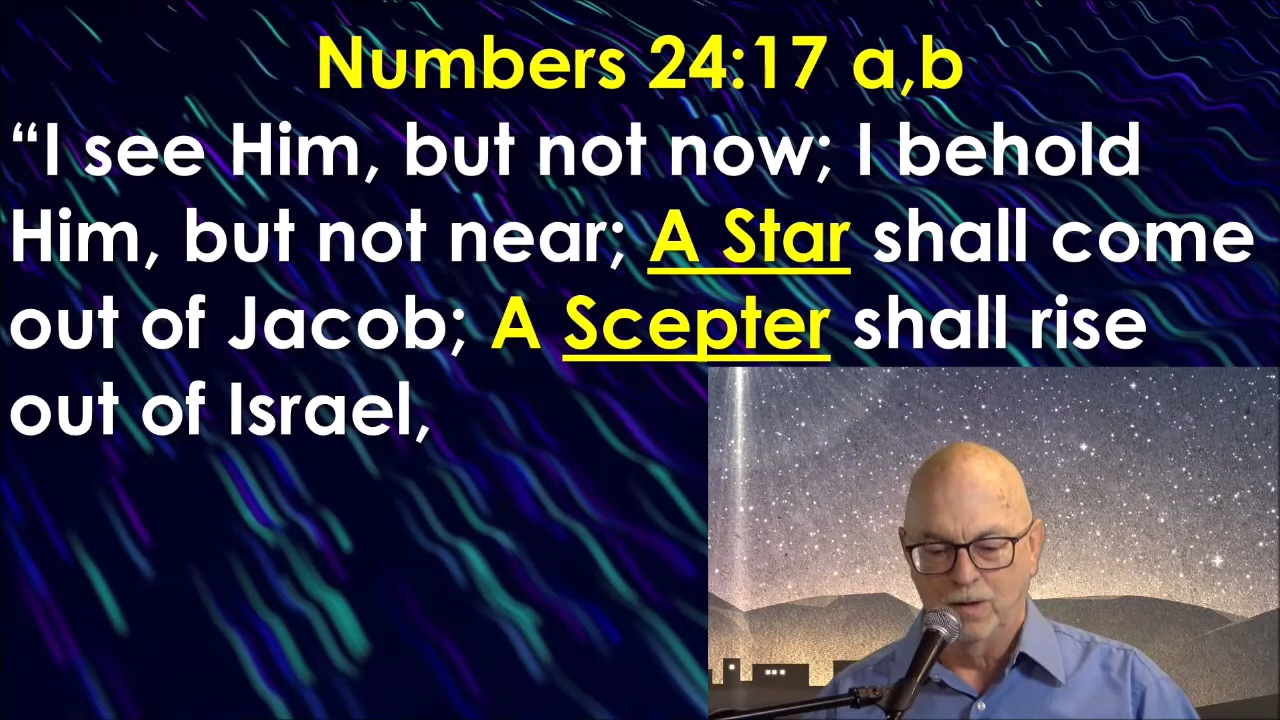 Numbers 24:17 a,b
“I see Him, but not now; I behold
Him, but not near; A Star shall come
out of Jacob; A Scepter shall rise
out of Israel,